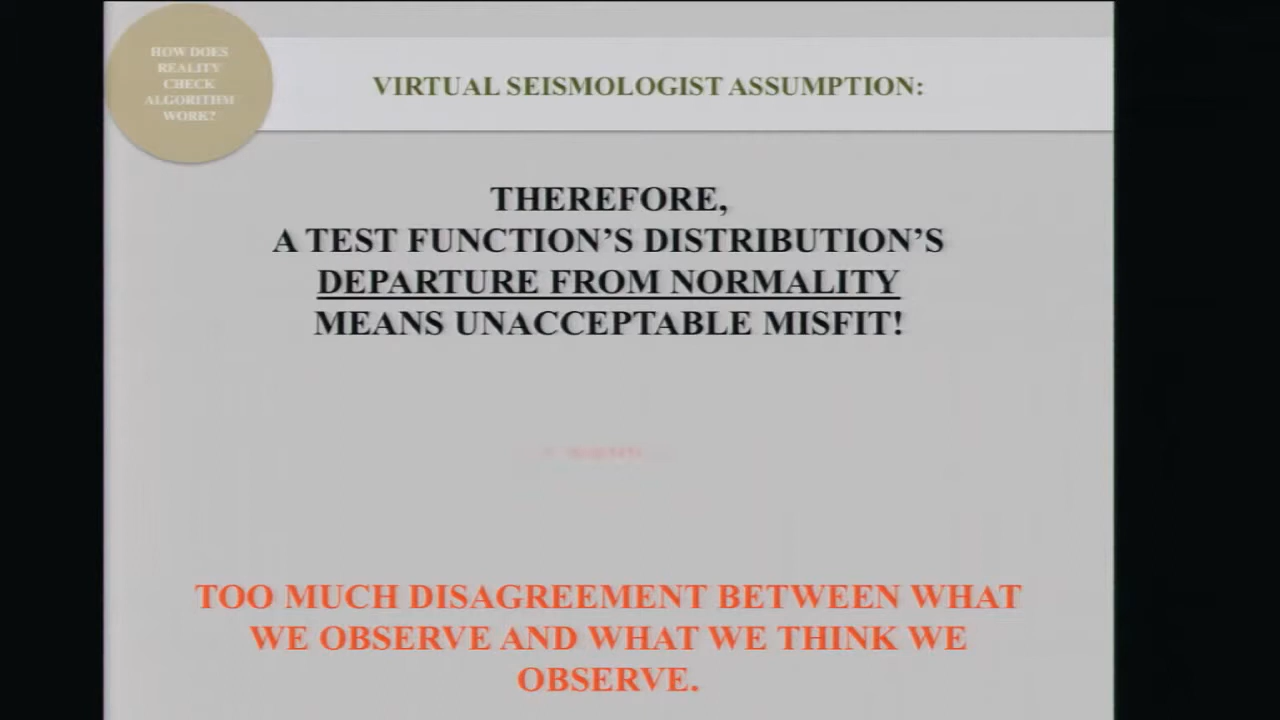 HOW DOES
REALITY
CHECK
ALGORITHM
WORK?
VIRTUAL SEISMOLOGIST ASSUMPTION:
THEREFORE,
A TEST FUNCTION’S DISTRIBUTION’S
DEPARTURE FROM NORMALITY
MEANS UNACCEPTABLE MISFIT!
TOO MUCH DISAGREEMENT BETWEEN WHAT
WE OBSERVE AND WHAT WE THINK WE
OBSERVE.